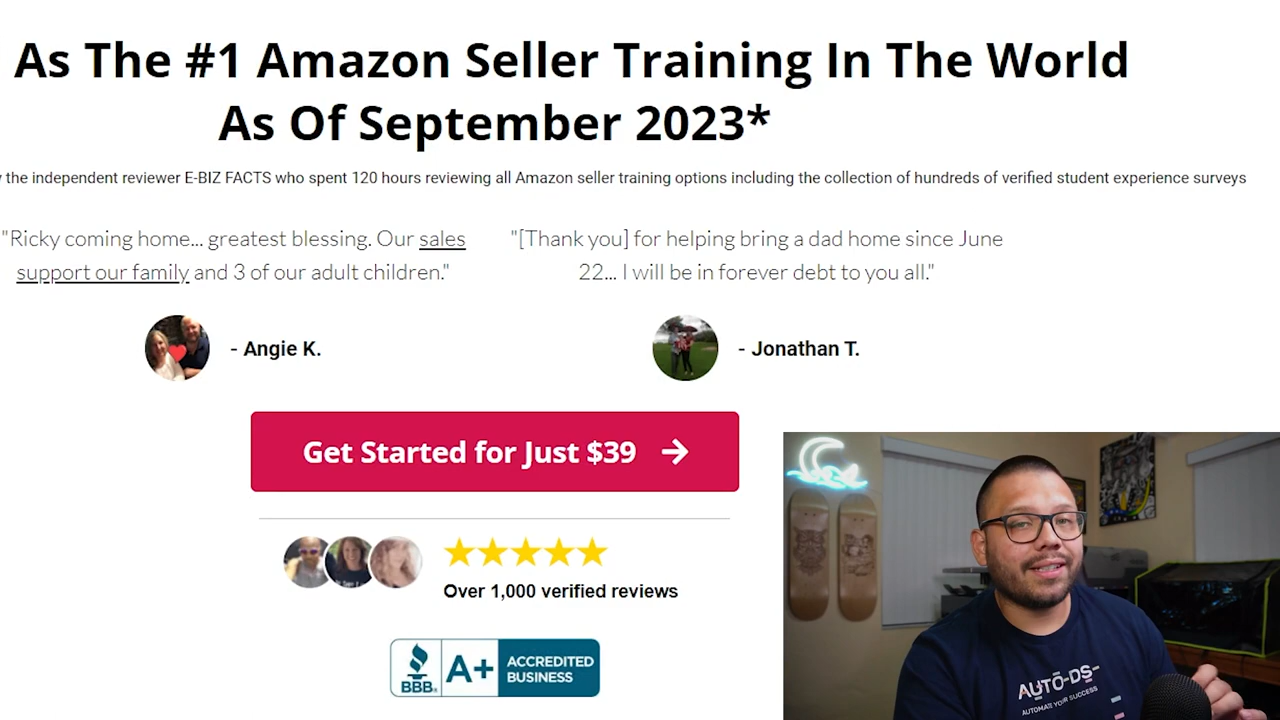 As The #1 Amazon Seller Training In The World
As Of September 2023*
the independent reviewer E-BIZ FACTS who spent 120 hours reviewing all Amazon seller training options including the collection of hundreds of verified student experience surveys
"Ricky coming home... greatest blessing. Our sales
support our family and 3 of our adult children."
"[Thank you] for helping bring a dad home since June
22... I will be in forever debt to you all."
- Angie K.
- Jonathan T.
Get Started for Just $39 →
Over 1,000 verified reviews
BBB. A+ ACCREDITED
BUSINESS
AUTO-DS
AUTOMATE YOUR SUCCESS